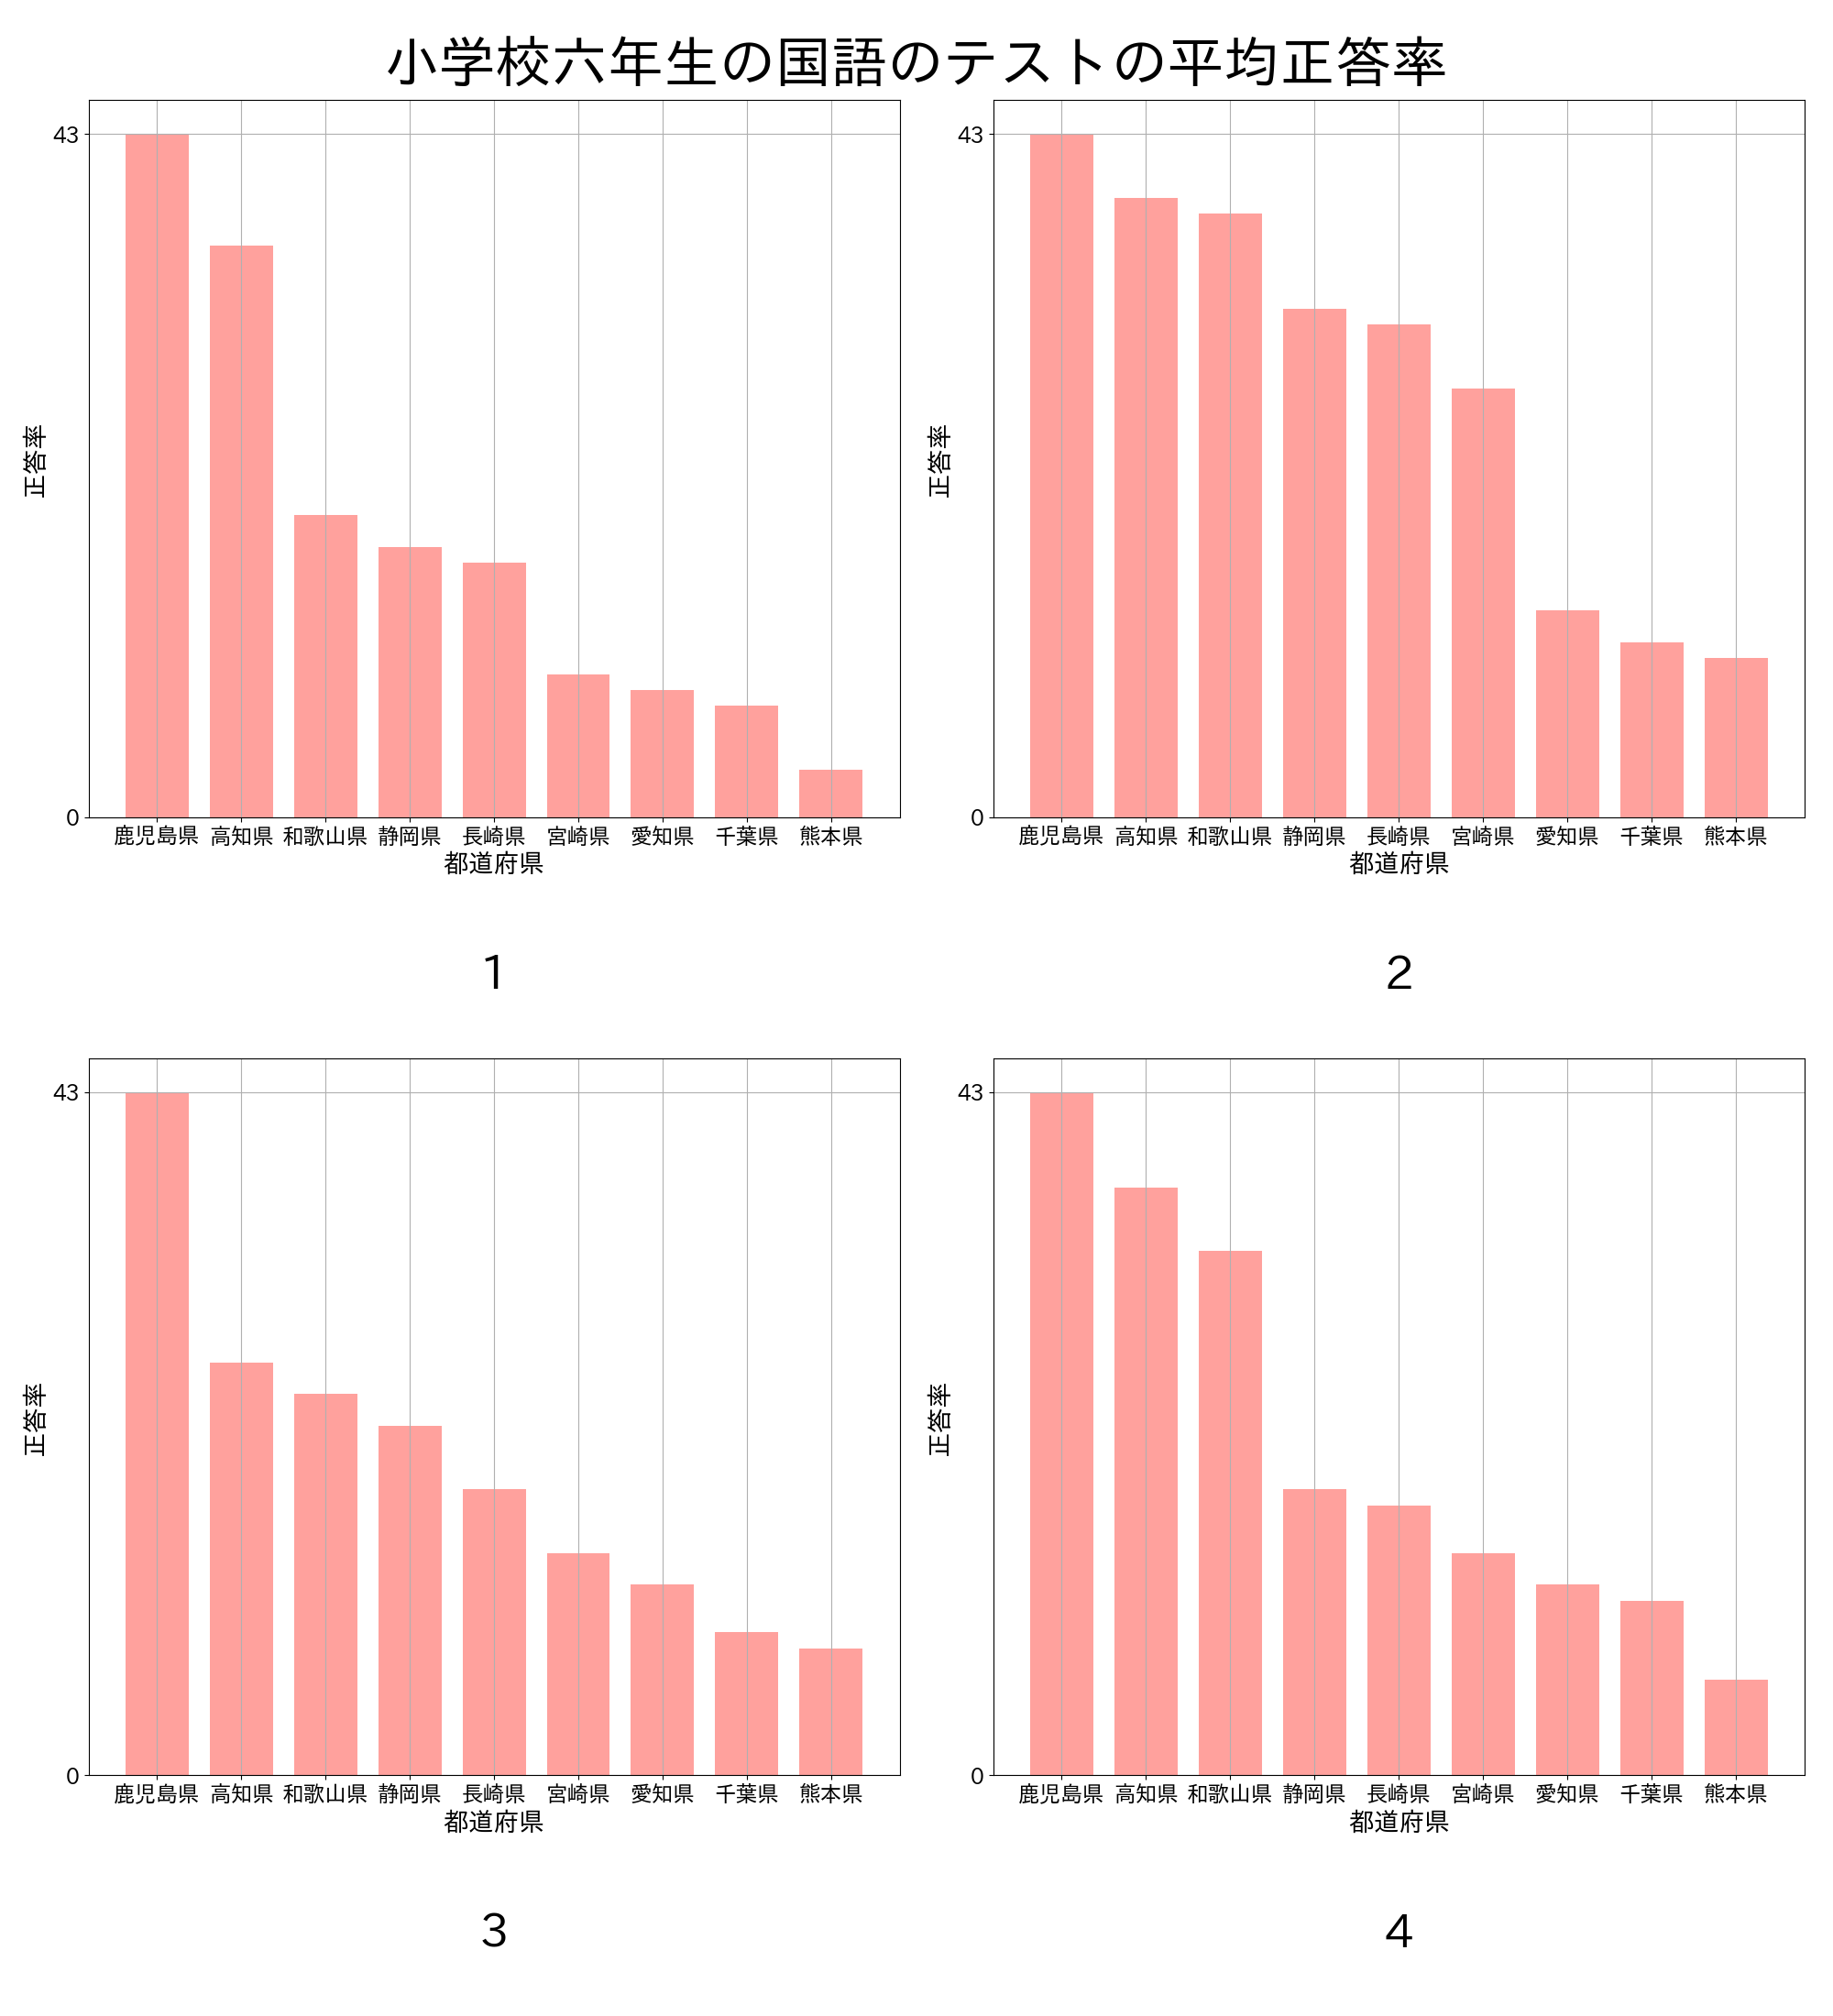 小学校六年生の国語のテストの平均正答率
43
正答率
0
鹿児島県 高知県 和歌山県 静岡県 長崎県 宮崎県 愛知県 千葉県 熊本県
都道府県
1
43
正答率
0
鹿児島県 高知県 和歌山県 静岡県 長崎県 宮崎県 愛知県 千葉県 熊本県
都道府県
2
43
正答率
0
鹿児島県 高知県 和歌山県 静岡県 長崎県 宮崎県 愛知県 千葉県 熊本県
都道府県
3
43
正答率
0
鹿児島県 高知県 和歌山県 静岡県 長崎県 宮崎県 愛知県 千葉県 熊本県
都道府県
4